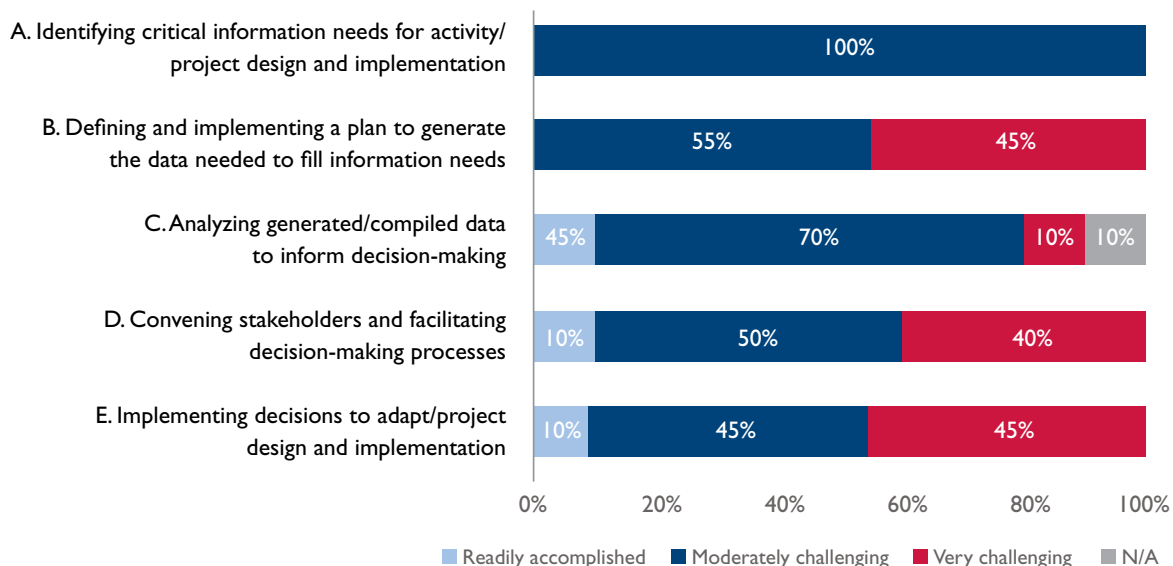 A. Identifying critical information needs for activity/
project design and implementation
100%
B. Defining and implementing a plan to generate
the data needed to fill information needs
55%
45%
C. Analyzing generated/compiled data
to inform decision-making
45%
70%
10%
10%
D. Convening stakeholders and facilitating
decision-making processes
10%
50%
40%
E. Implementing decisions to adapt/project
design and implementation
10%
45%
45%
0%
20%
40%
60%
80%
100%
Readily accomplished
Moderately challenging
Very challenging
N/A